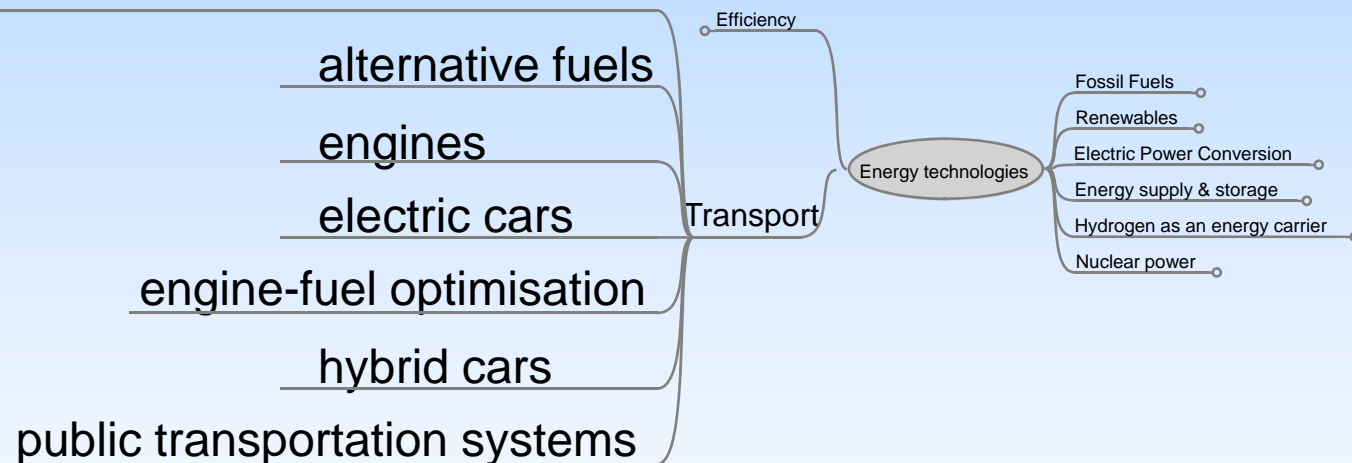 Efficiency
alternative fuels
engines
electric cars
Transport
engine-fuel optimisation
hybrid cars
public transportation systems
Energy technologies
Fossil Fuels
Renewables
Electric Power Conversion
Energy supply & storage
Hydrogen as an energy carrier
Nuclear power